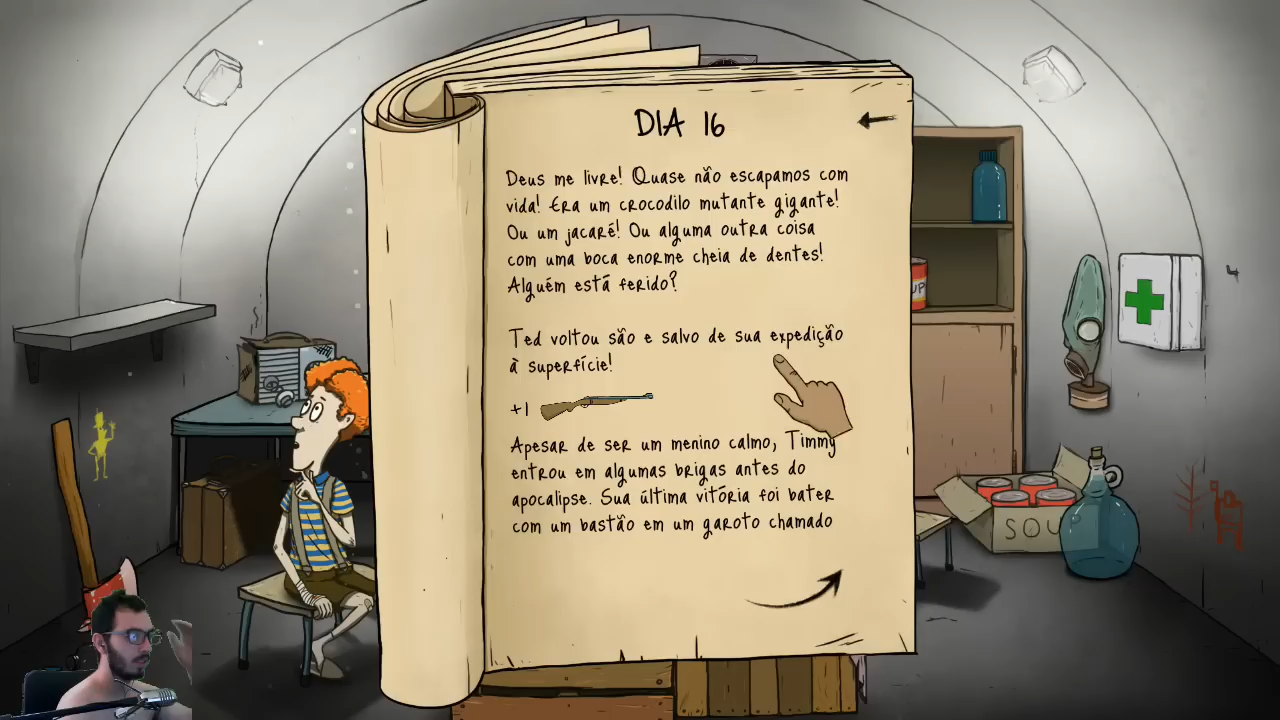 DIA 16
Deus me livre! Quase não escapamos com
vida! Era um crocodilo mutante gigante!
Ou um jacaré! Ou alguma outra coisa
com uma boca enorme cheia de dentes!
Alguém está ferido?
Ted voltou são e salvo de sua expedição
à superfície!
+1
Apesar de ser um menino calmo, Timmy
entrou em algumas brigas antes do
apocalipse. Sua última vitória foi bater
com um bastão em um garoto chamado
UP
SOU